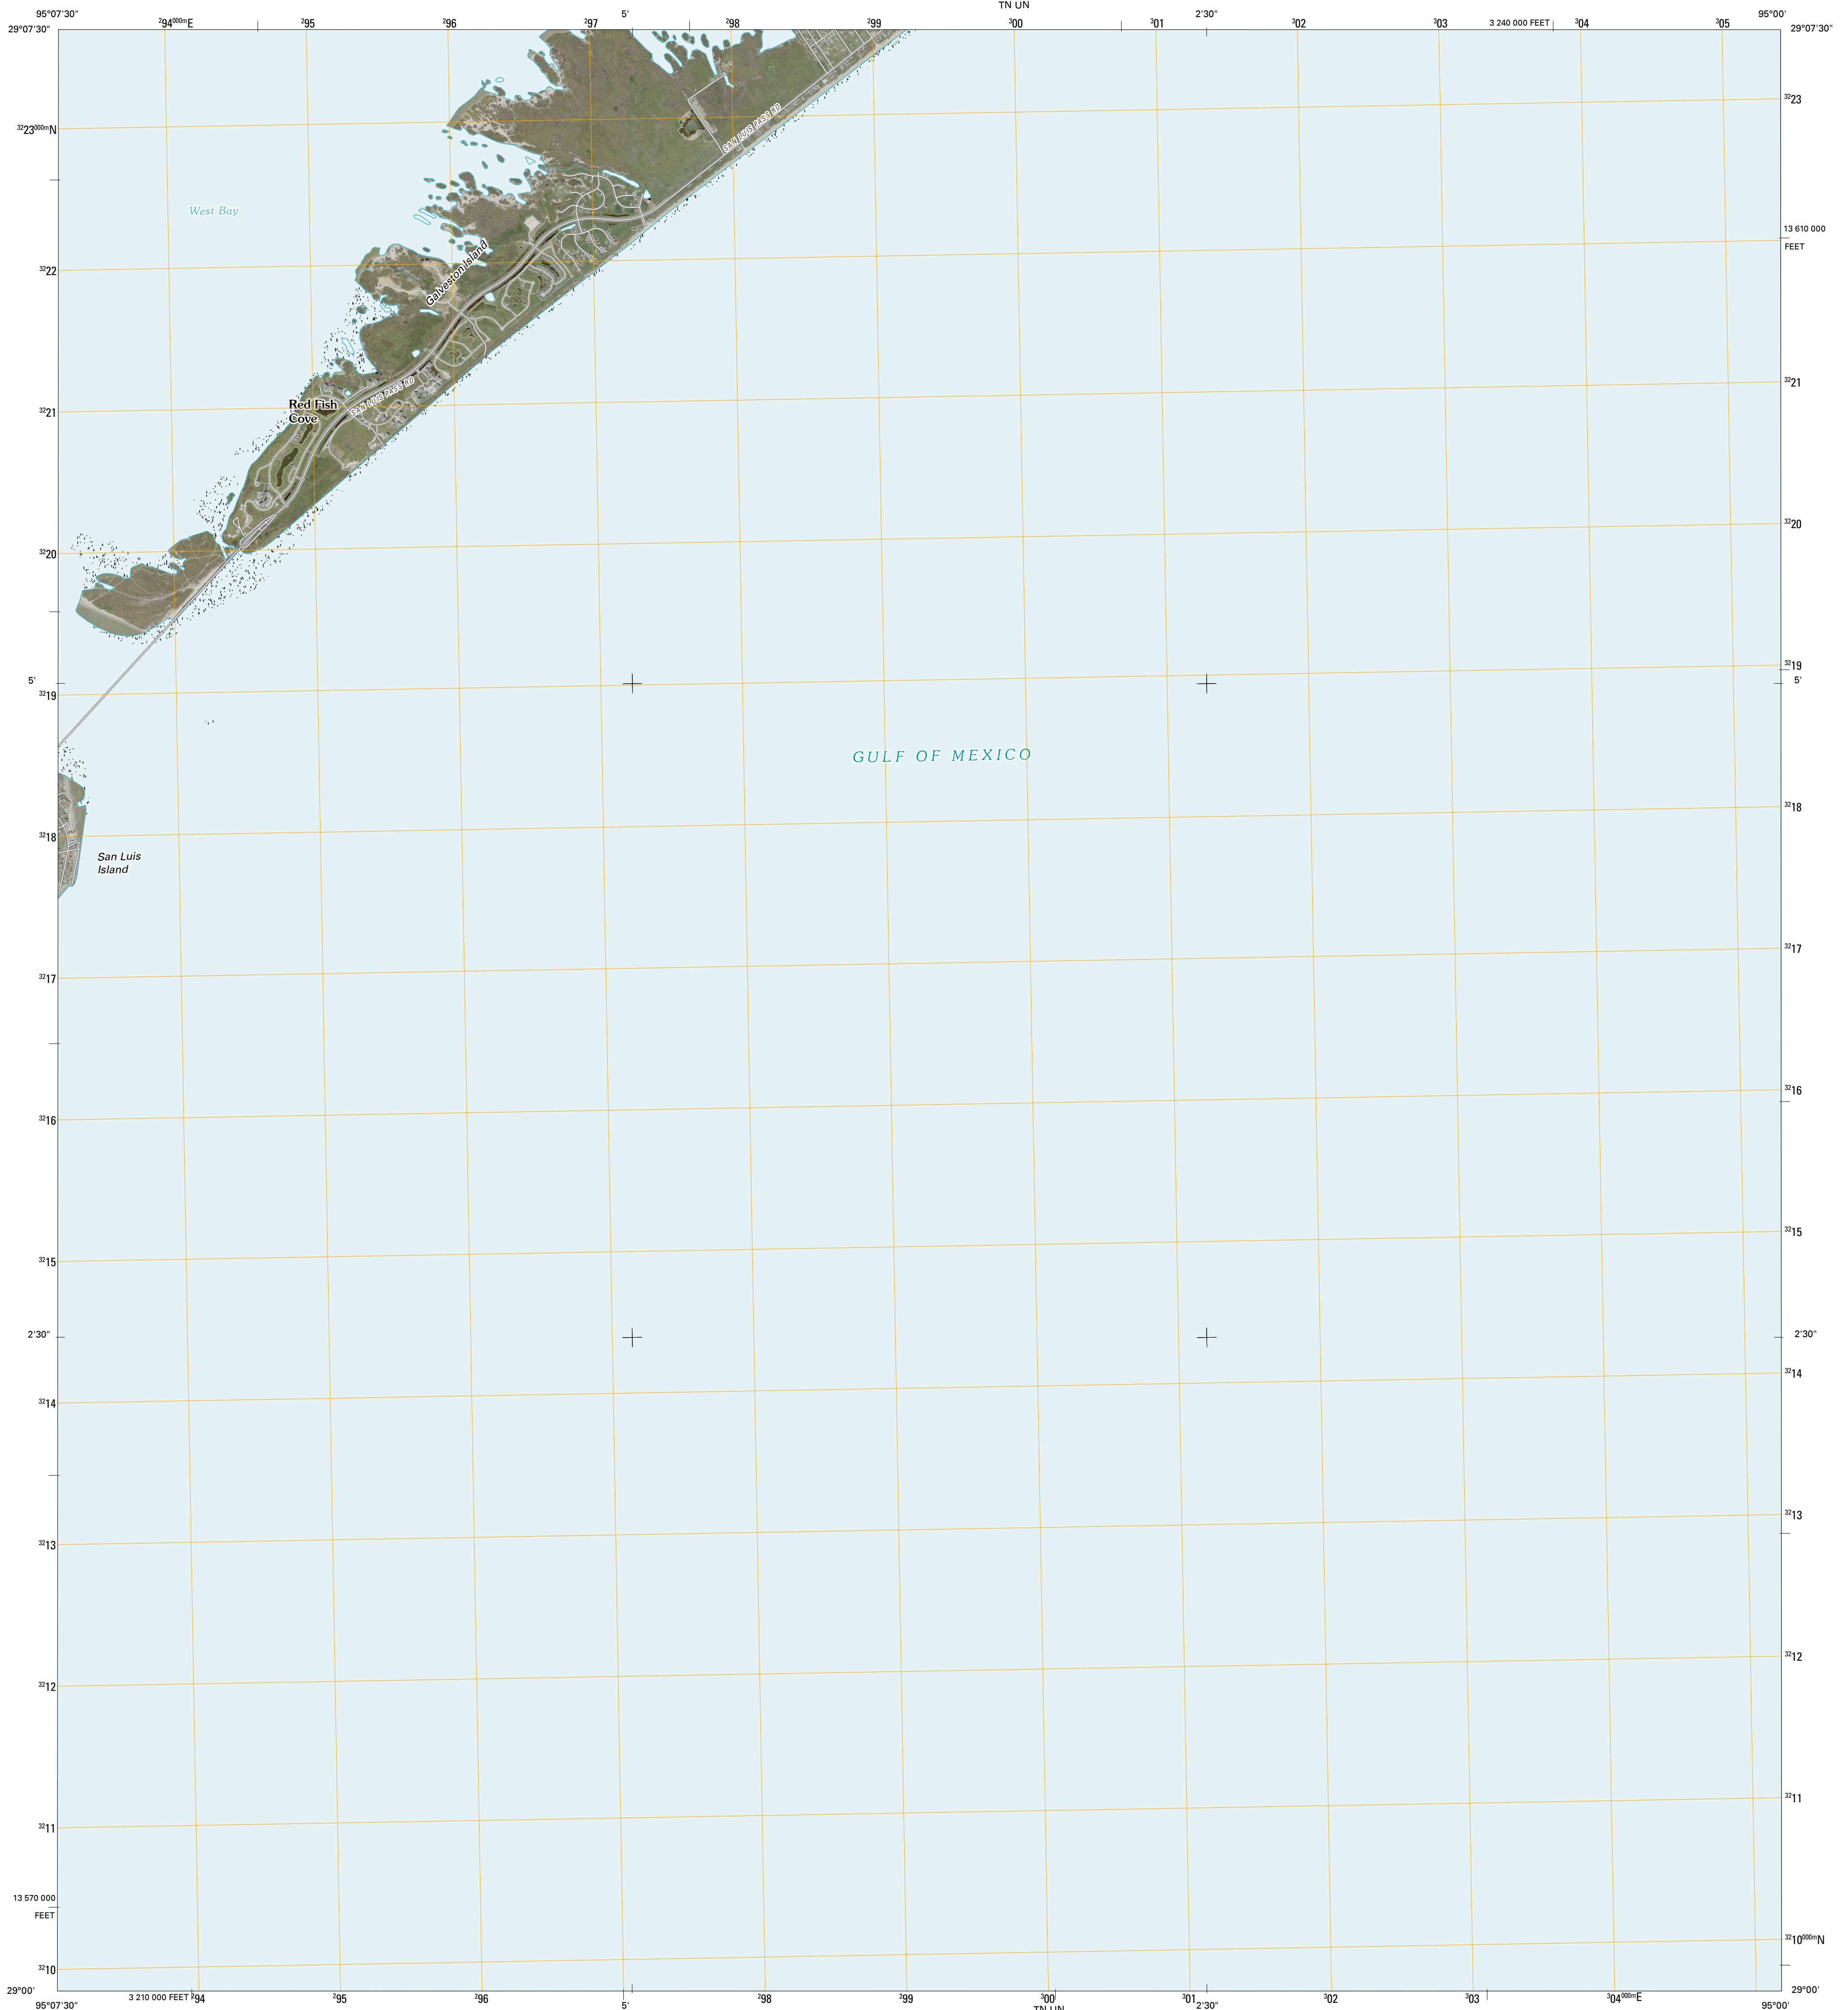 TN UN
95°07'30" ²94⁰⁰⁰ᵐE ²95 ²96 5' ²97 ²98 ²99 ³00 ³01 2'30" ³02 ³03 3 240 000 FEET ³04 ³05 95°00'
29°07'30" 29°07'30"
³²23
³²23⁰⁰⁰ᵐN
SAN LUIS PASS RD
West Bay
13 610 000
FEET
Galveston Island
³²22
³²21
SAN LUIS PASS RD
Red Fish
Cove
³²21
³²20
³²20
³²19
5' 5'
³²19
GULF OF MEXICO
³²18
³²18
San Luis
Island
³²17
³²17
³²16
³²16
³²15
³²15
2'30" 2'30"
³²14
³²14
³²13
³²13
³²12
³²12
³²11
³²11
13 570 000
FEET
³²10⁰⁰⁰ᵐN
³²10
29°00' 29°00'
3 210 000 FEET ²94 ²95 ²96 5' ²98 ²99 ³00 ³01 2'30" ³03 ³04⁰⁰⁰ᵐE
95°07'30" 95°00'
TN UN